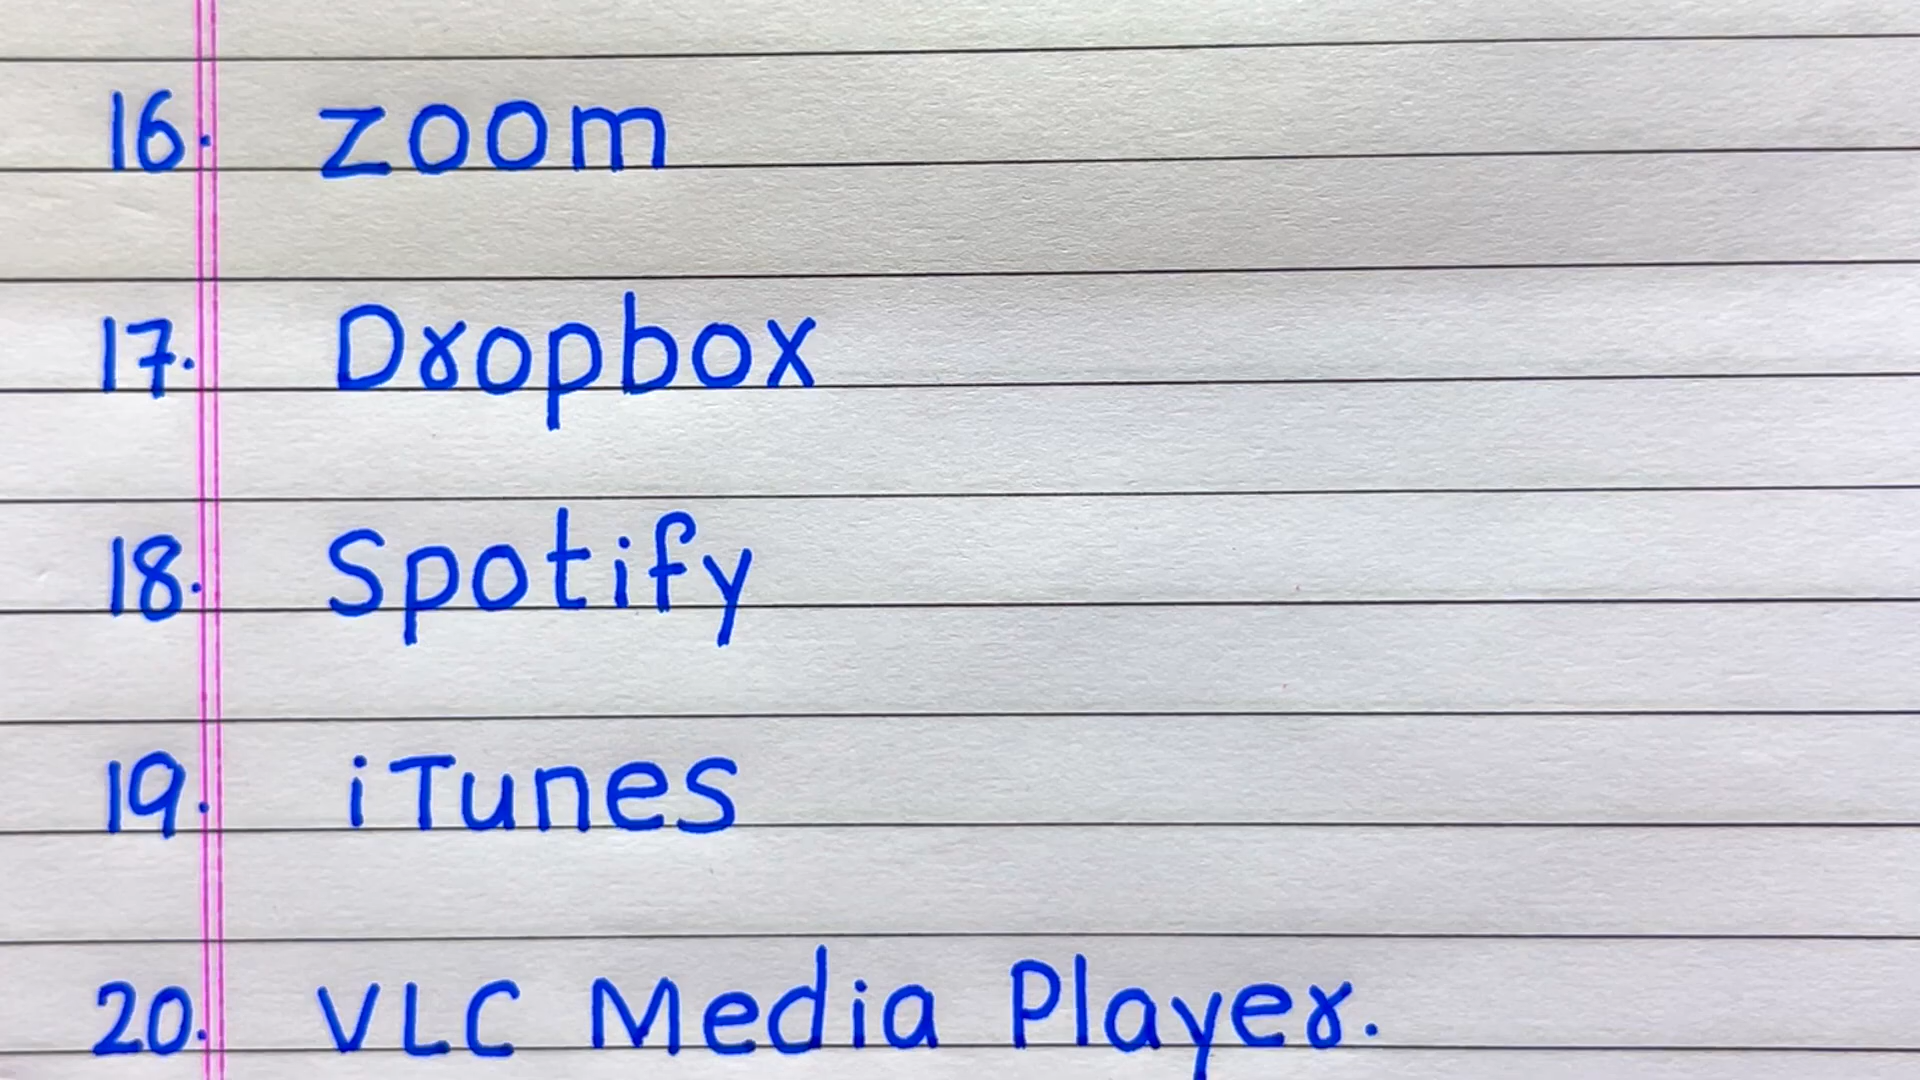 16. Zoom
17. Dropbox
18. Spotify
19. iTunes
20. VLC Media Player.